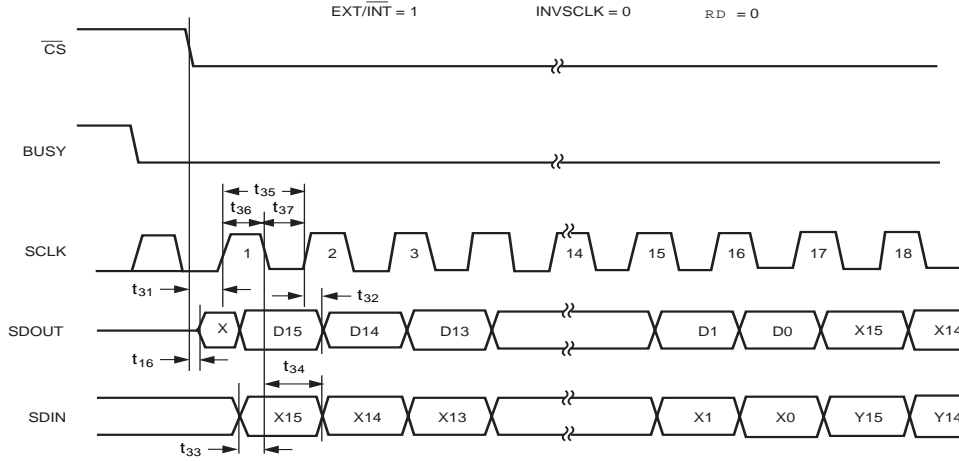 EXT/INT = 1 INVSCLK = 0 RD = 0
CS
BUSY
t35
t36 t37
SCLK 1 2 3 14 15 16 17 18
t31 t32
SDOUT X D15 D14 D13 D1 D0 X15 X14
t16
t34
SDIN X15 X14 X13 X1 X0 Y15 Y14
t33